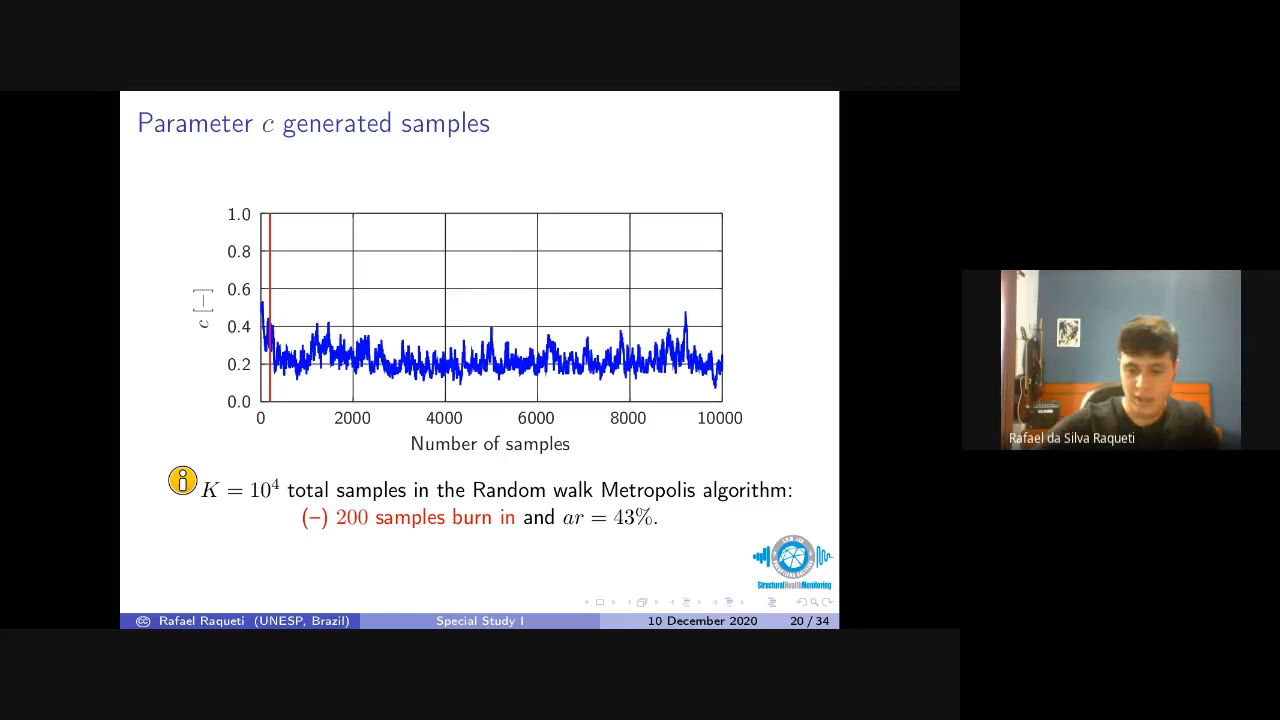 Parameter c generated samples
1.0
0.8
0.6
0.4
0.2
0.0
c [−]
0 2000 4000 6000 8000 10000
Number of samples
K = 10⁴ total samples in the Random walk Metropolis algorithm:
(–) 200 samples burn in and ar = 43%.
StructuralHealthMonitoring
cc Rafael Raqueti (UNESP, Brazil) Special Study I 10 December 2020 20 / 34
Rafael da Silva Raqueti